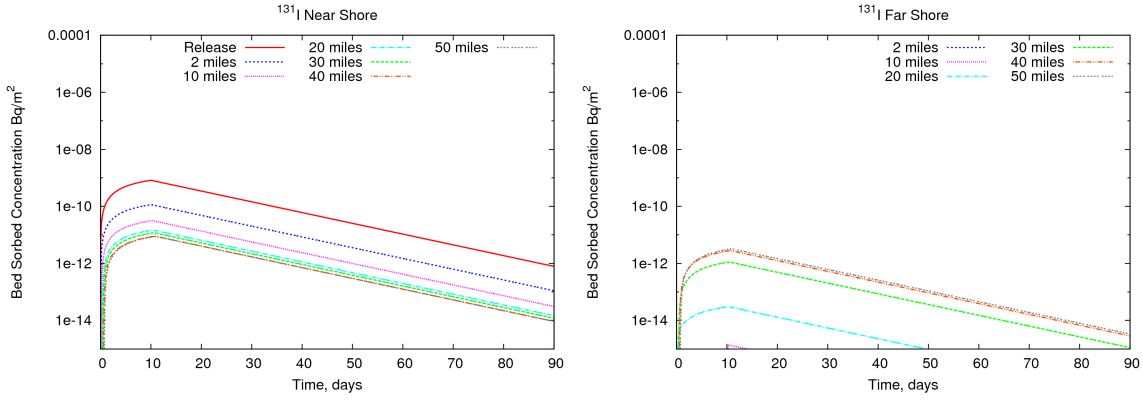 ¹³¹I Near Shore
Bed Sorbed Concentration Bq/m²
0.0001
1e-06
1e-08
1e-10
1e-12
1e-14
Release 20 miles 50 miles
2 miles 30 miles
10 miles 40 miles
0 10 20 30 40 50 60 70 80 90
Time, days
¹³¹I Far Shore
Bed Sorbed Concentration Bq/m²
0.0001
1e-06
1e-08
1e-10
1e-12
1e-14
2 miles 30 miles
10 miles 40 miles
20 miles 50 miles
0 10 20 30 40 50 60 70 80 90
Time, days